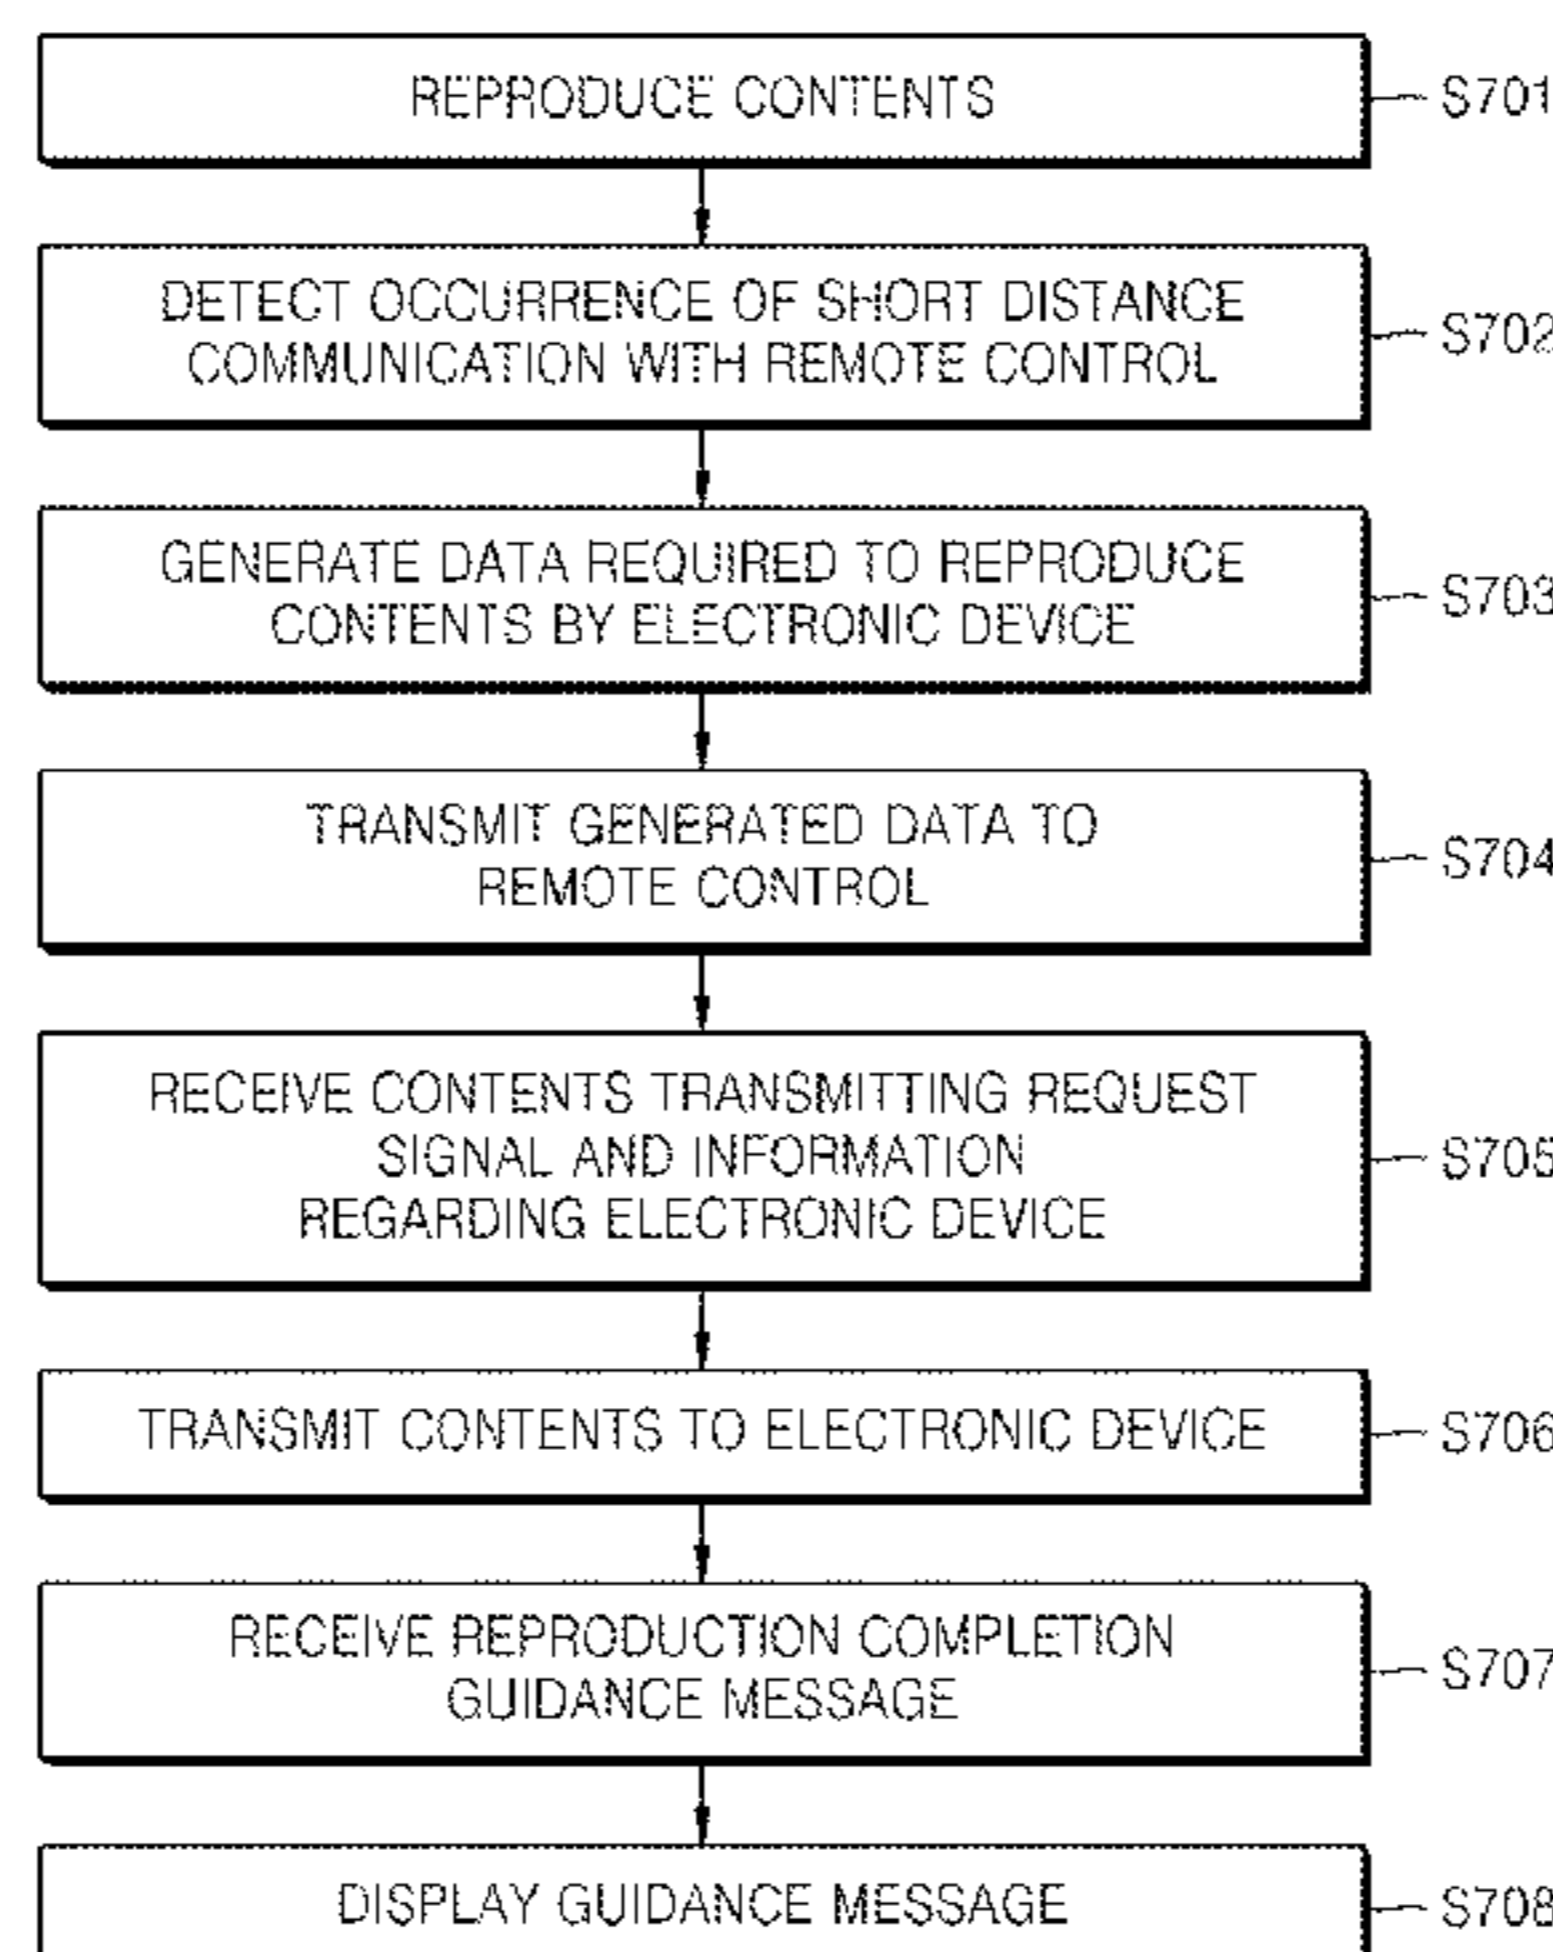 REPRODUCE CONTENTS
S701
DETECT OCCURRENCE OF SHORT DISTANCE
COMMUNICATION WITH REMOTE CONTROL
S702
GENERATE DATA REQUIRED TO REPRODUCE
CONTENTS BY ELECTRONIC DEVICE
S703
TRANSMIT GENERATED DATA TO
REMOTE CONTROL
S704
RECEIVE CONTENTS TRANSMITTING REQUEST
SIGNAL AND INFORMATION
REGARDING ELECTRONIC DEVICE
S705
TRANSMIT CONTENTS TO ELECTRONIC DEVICE
S706
RECEIVE REPRODUCTION COMPLETION
GUIDANCE MESSAGE
S707
DISPLAY GUIDANCE MESSAGE
S708